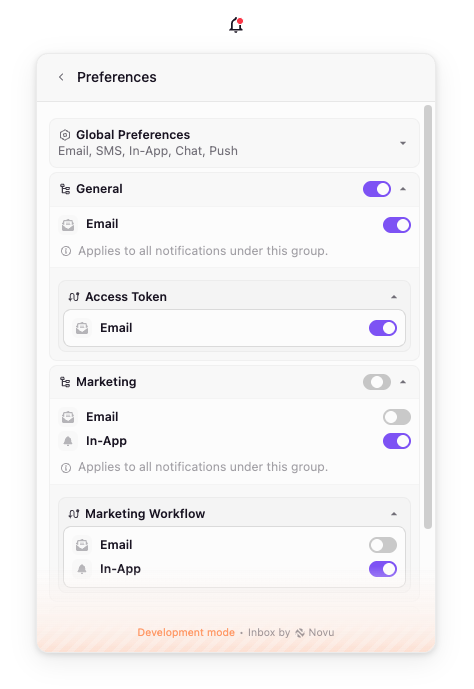 Preferences
Global Preferences
Email, SMS, In-App, Chat, Push
General
Email
Applies to all notifications under this group.
Access Token
Email
Marketing
Email
In-App
Applies to all notifications under this group.
Marketing Workflow
Email
In-App
Development mode • Inbox by Novu